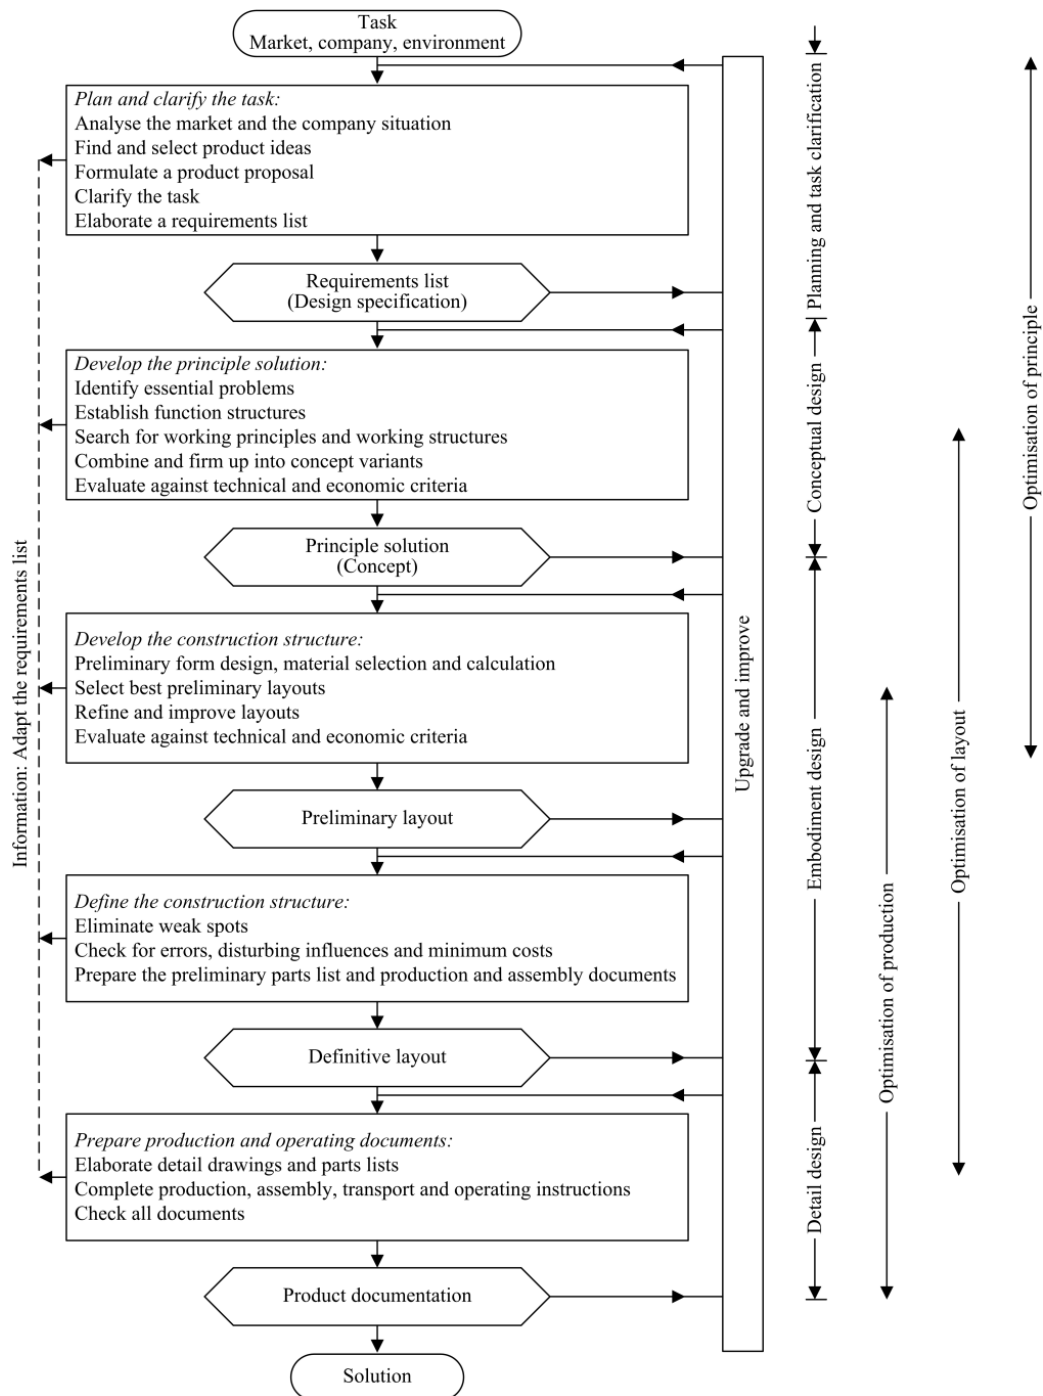 Task
Market, company, environment
Plan and clarify the task:
Analyse the market and the company situation
Find and select product ideas
Formulate a product proposal
Clarify the task
Elaborate a requirements list
Requirements list
(Design specification)
Develop the principle solution:
Identify essential problems
Establish function structures
Search for working principles and working structures
Combine and firm up into concept variants
Evaluate against technical and economic criteria
Principle solution
(Concept)
Develop the construction structure:
Preliminary form design, material selection and calculation
Select best preliminary layouts
Refine and improve layouts
Evaluate against technical and economic criteria
Preliminary layout
Define the construction structure:
Eliminate weak spots
Check for errors, disturbing influences and minimum costs
Prepare the preliminary parts list and production and assembly documents
Definitive layout
Prepare production and operating documents:
Elaborate detail drawings and parts lists
Complete production, assembly, transport and operating instructions
Check all documents
Product documentation
Solution
Information: Adapt the requirements list
Upgrade and improve
Planning and task clarification
Conceptual design
Embodiment design
Detail design
Optimisation of production
Optimisation of layout
Optimisation of principle